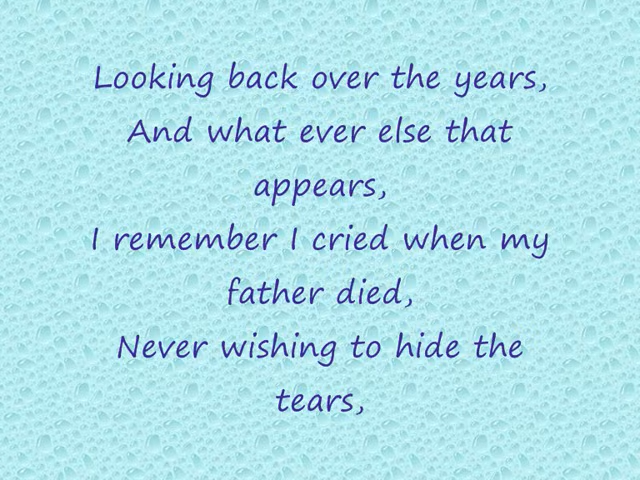 Looking back over the years,
And what ever else that
appears,
I remember I cried when my
father died,
Never wishing to hide the
tears,